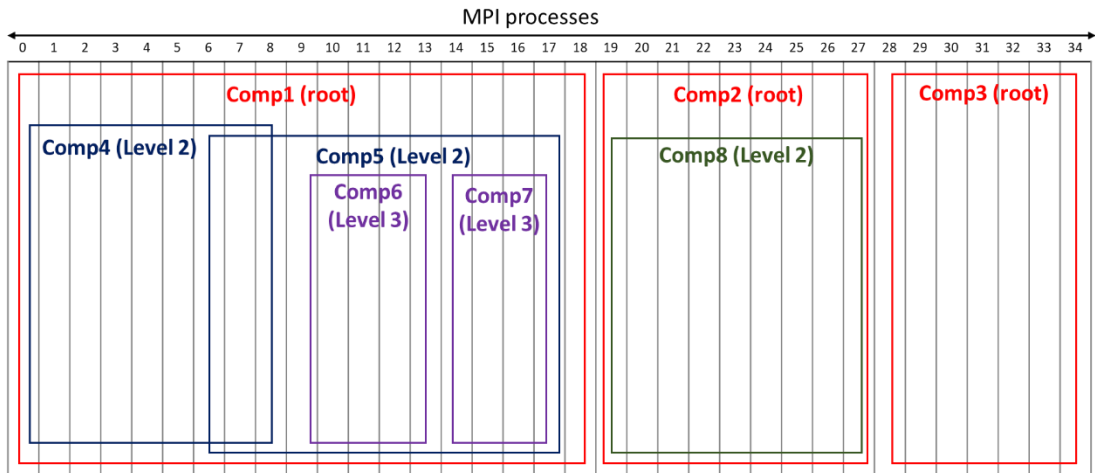 MPI processes
0 1 2 3 4 5 6 7 8 9 10 11 12 13 14 15 16 17 18 19 20 21 22 23 24 25 26 27 28 29 30 31 32 33 34
Comp1 (root) Comp2 (root) Comp3 (root)
Comp4 (Level 2) Comp5 (Level 2) Comp8 (Level 2)
Comp6
(Level 3)
Comp7
(Level 3)